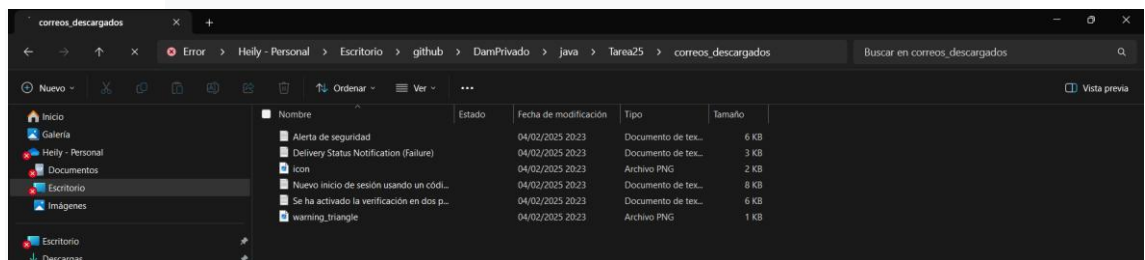 correos_descargados
Error > Heily - Personal > Escritorio > github > DamPrivado > java > Tarea25 > correos_descargados
Buscar en correos_descargados
Nuevo
Ordenar
Ver
Vista previa
Inicio
Galería
Heily - Personal
Documentos
Escritorio
Imágenes
Escritorio
Descargas
Nombre Estado Fecha de modificación Tipo Tamaño
Alerta de seguridad 04/02/2025 20:23 Documento de tex... 6 KB
Delivery Status Notification (Failure) 04/02/2025 20:23 Documento de tex... 3 KB
icon 04/02/2025 20:23 Archivo PNG 2 KB
Nuevo inicio de sesión usando un códi... 04/02/2025 20:23 Documento de tex... 8 KB
Se ha activado la verificación en dos p... 04/02/2025 20:23 Documento de tex... 6 KB
warning_triangle 04/02/2025 20:23 Archivo PNG 1 KB